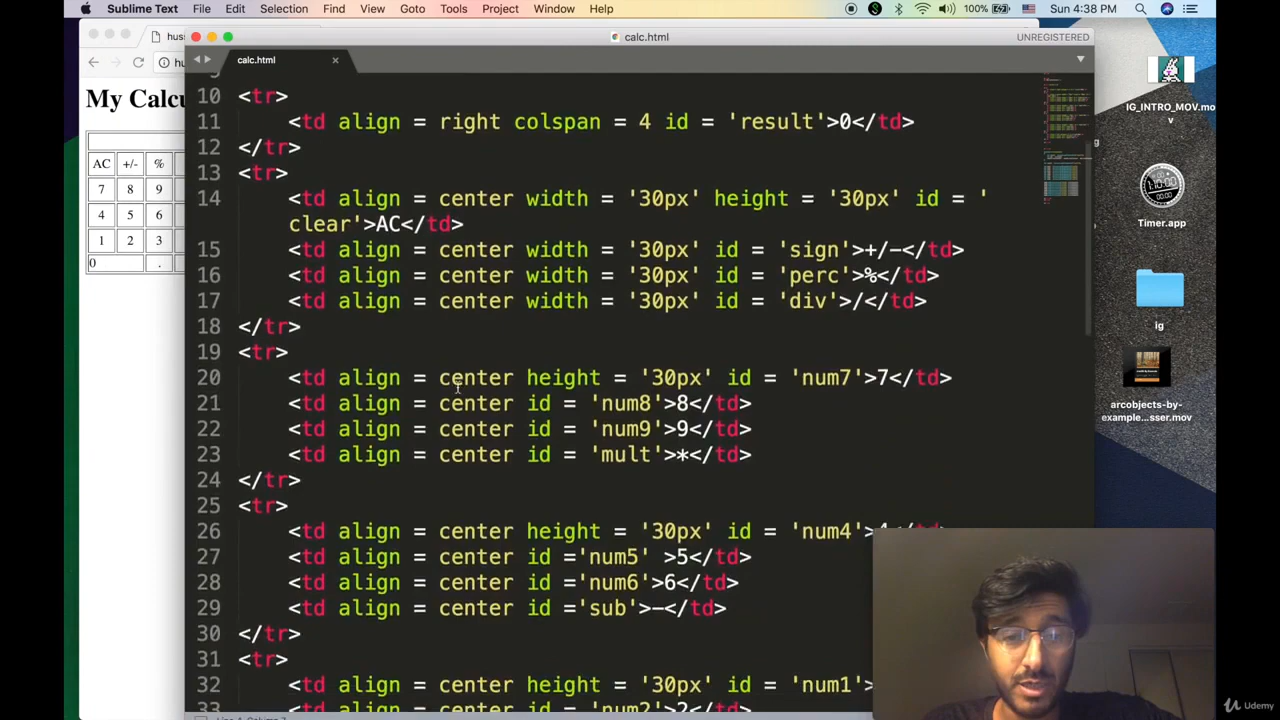 Sublime Text File Edit Selection Find View Goto Tools Project Window Help
100% Sun 4:38 PM
calc.html
UNREGISTERED
calc.html
hu
My Calcu
AC +/- %
7 8 9
4 5 6
1 2 3
0 .
10 <tr>
11 <td align = right colspan = 4 id = 'result'>0</td>
12 </tr>
13 <tr>
14 <td align = center width = '30px' height = '30px' id = '
clear'>AC</td>
15 <td align = center width = '30px' id = 'sign'>+/-</td>
16 <td align = center width = '30px' id = 'perc'>%</td>
17 <td align = center width = '30px' id = 'div'>/</td>
18 </tr>
19 <tr>
20 <td align = center height = '30px' id = 'num7'>7</td>
21 <td align = center id = 'num8'>8</td>
22 <td align = center id = 'num9'>9</td>
23 <td align = center id = 'mult'>*</td>
24 </tr>
25 <tr>
26 <td align = center height = '30px' id = 'num4'>4</td>
27 <td align = center id ='num5' >5</td>
28 <td align = center id ='num6'>6</td>
29 <td align = center id ='sub'>-</td>
30 </tr>
31 <tr>
32 <td align = center height = '30px' id = 'num1'>
33 <td align = center id = 'num2'>2</td>
IG_INTRO_MOV.mo
v
Timer.app
ig
arcobjects-by-
example...sser.mov
Udemy